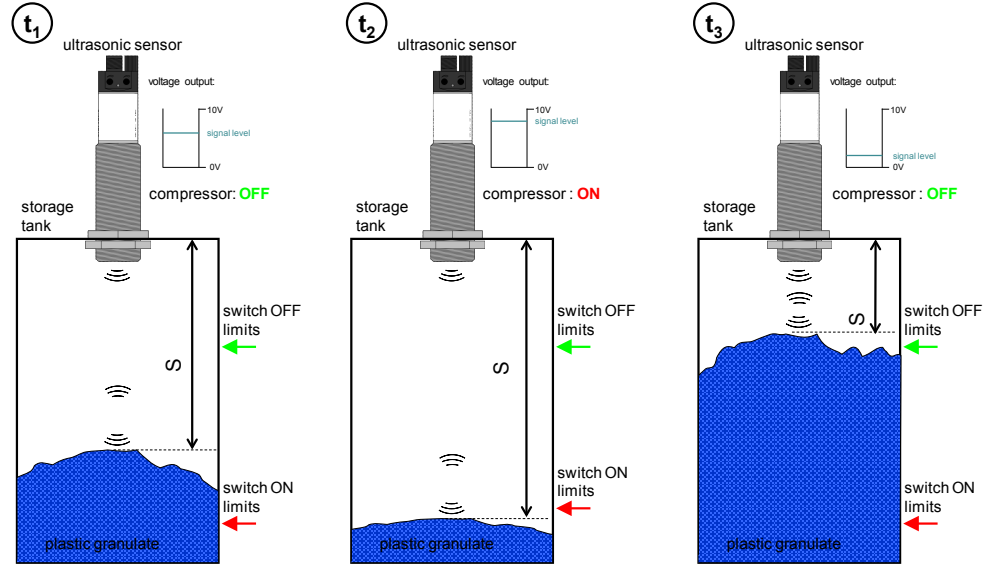 t1
ultrasonic sensor
voltage output:
10V
signal level
0V
compressor: OFF
storage
tank
switch OFF
limits
S
switch ON
limits
plastic granulate
t2
ultrasonic sensor
voltage output:
10V
signal level
0V
compressor : ON
storage
tank
switch OFF
limits
S
switch ON
limits
plastic granulate
t3
ultrasonic sensor
voltage output:
10V
signal level
0V
compressor : OFF
storage
tank
switch OFF
limits
S
switch ON
limits
plastic granulate